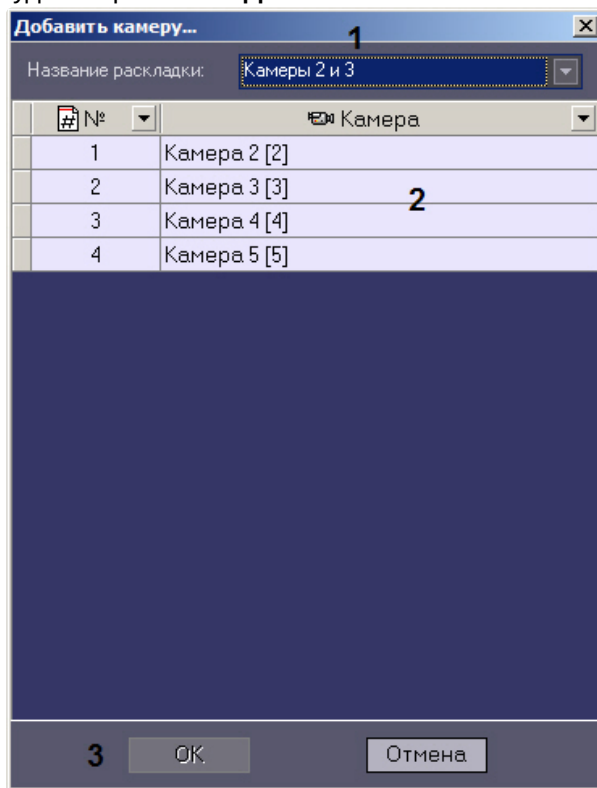 Добавить камеру...
1
Название раскладки: Камеры 2 и 3
№ Камера
1 Камера 2 [2]
2 Камера 3 [3]
2
3 Камера 4 [4]
4 Камера 5 [5]
3 OK Отмена